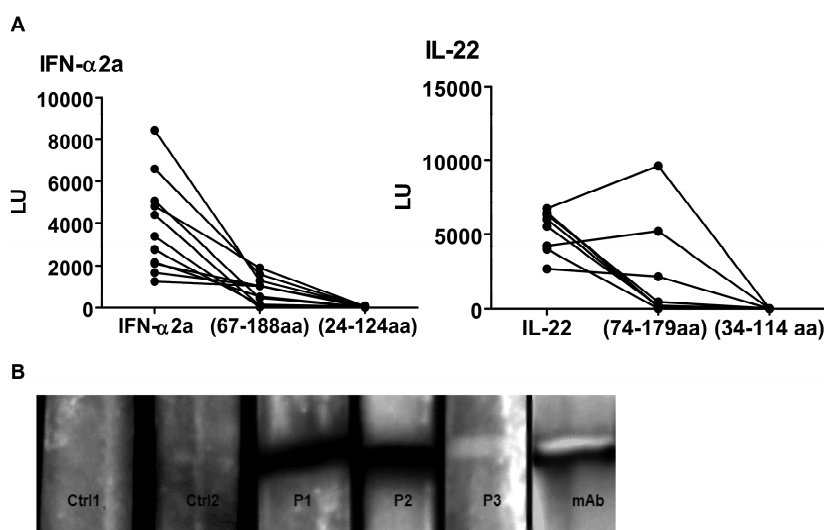 A
IFN-α2a
10000
8000
6000
4000
2000
0
LU
IFN-α2a (67-188aa) (24-124aa)
IL-22
15000
10000
5000
0
LU
IL-22 (74-179aa) (34-114 aa)
B
Ctrl1 Ctrl2 P1 P2 P3 mAb